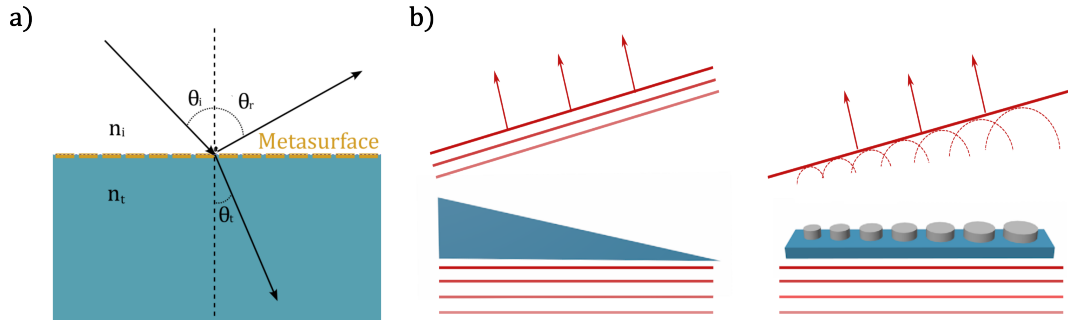 a)
b)
θi
θr
ni
Metasurface
nt
θt